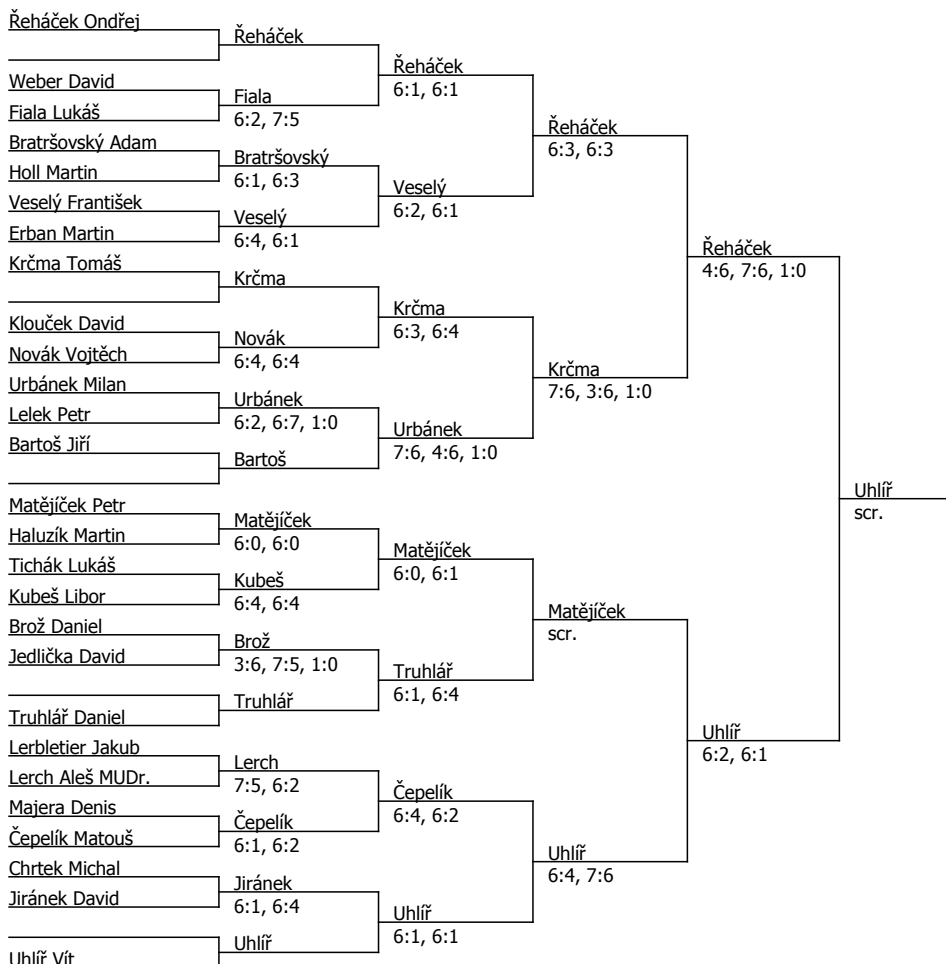 Řeháček Ondřej
Řeháček
Řeháček
6:1, 6:1
Weber David
Fiala
6:2, 7:5
Fiala Lukáš
Řeháček
6:3, 6:3
Bratršovský Adam
Bratršovský
6:1, 6:3
Holl Martin
Veselý
6:2, 6:1
Veselý František
Veselý
6:4, 6:1
Erban Martin
Řeháček
4:6, 7:6, 1:0
Krčma Tomáš
Krčma
Krčma
6:3, 6:4
Klouček David
Novák
6:4, 6:4
Novák Vojtěch
Krčma
7:6, 3:6, 1:0
Urbánek Milan
Urbánek
6:2, 6:7, 1:0
Lelek Petr
Urbánek
7:6, 4:6, 1:0
Bartoš Jiří
Bartoš
Uhlíř
scr.
Matějíček Petr
Matějíček
6:0, 6:0
Haluzík Martin
Matějíček
6:0, 6:1
Tichák Lukáš
Kubeš
6:4, 6:4
Kubeš Libor
Matějíček
scr.
Brož Daniel
Brož
3:6, 7:5, 1:0
Jedlička David
Truhlář
6:1, 6:4
Truhlář
Truhlář Daniel
Uhlíř
6:2, 6:1
Lerbletier Jakub
Lerch
7:5, 6:2
Lerch Aleš MUDr.
Čepelík
6:4, 6:2
Majera Denis
Čepelík
6:1, 6:2
Čepelík Matouš
Uhlíř
6:4, 7:6
Chrtek Michal
Jiránek
6:1, 6:4
Jiránek David
Uhlíř
6:1, 6:1
Uhlíř
Uhlíř Vít